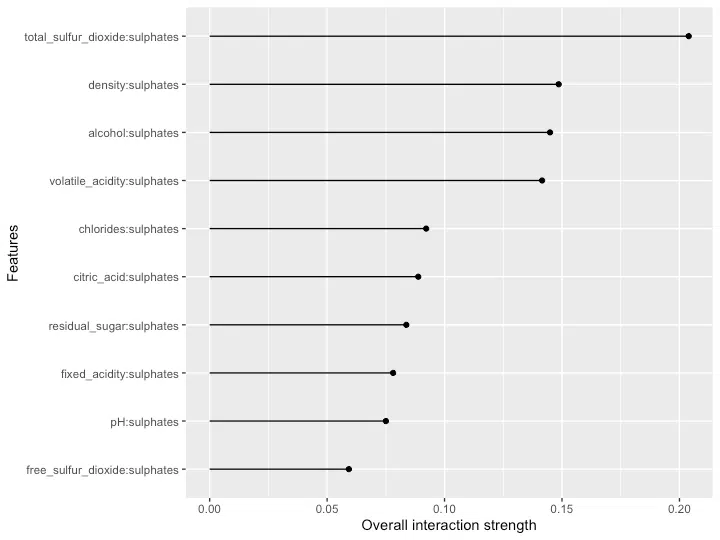 total_sulfur_dioxide:sulphates
density:sulphates
alcohol:sulphates
volatile_acidity:sulphates
chlorides:sulphates
citric_acid:sulphates
residual_sugar:sulphates
fixed_acidity:sulphates
pH:sulphates
free_sulfur_dioxide:sulphates
Features
0.00 0.05 0.10 0.15 0.20
Overall interaction strength